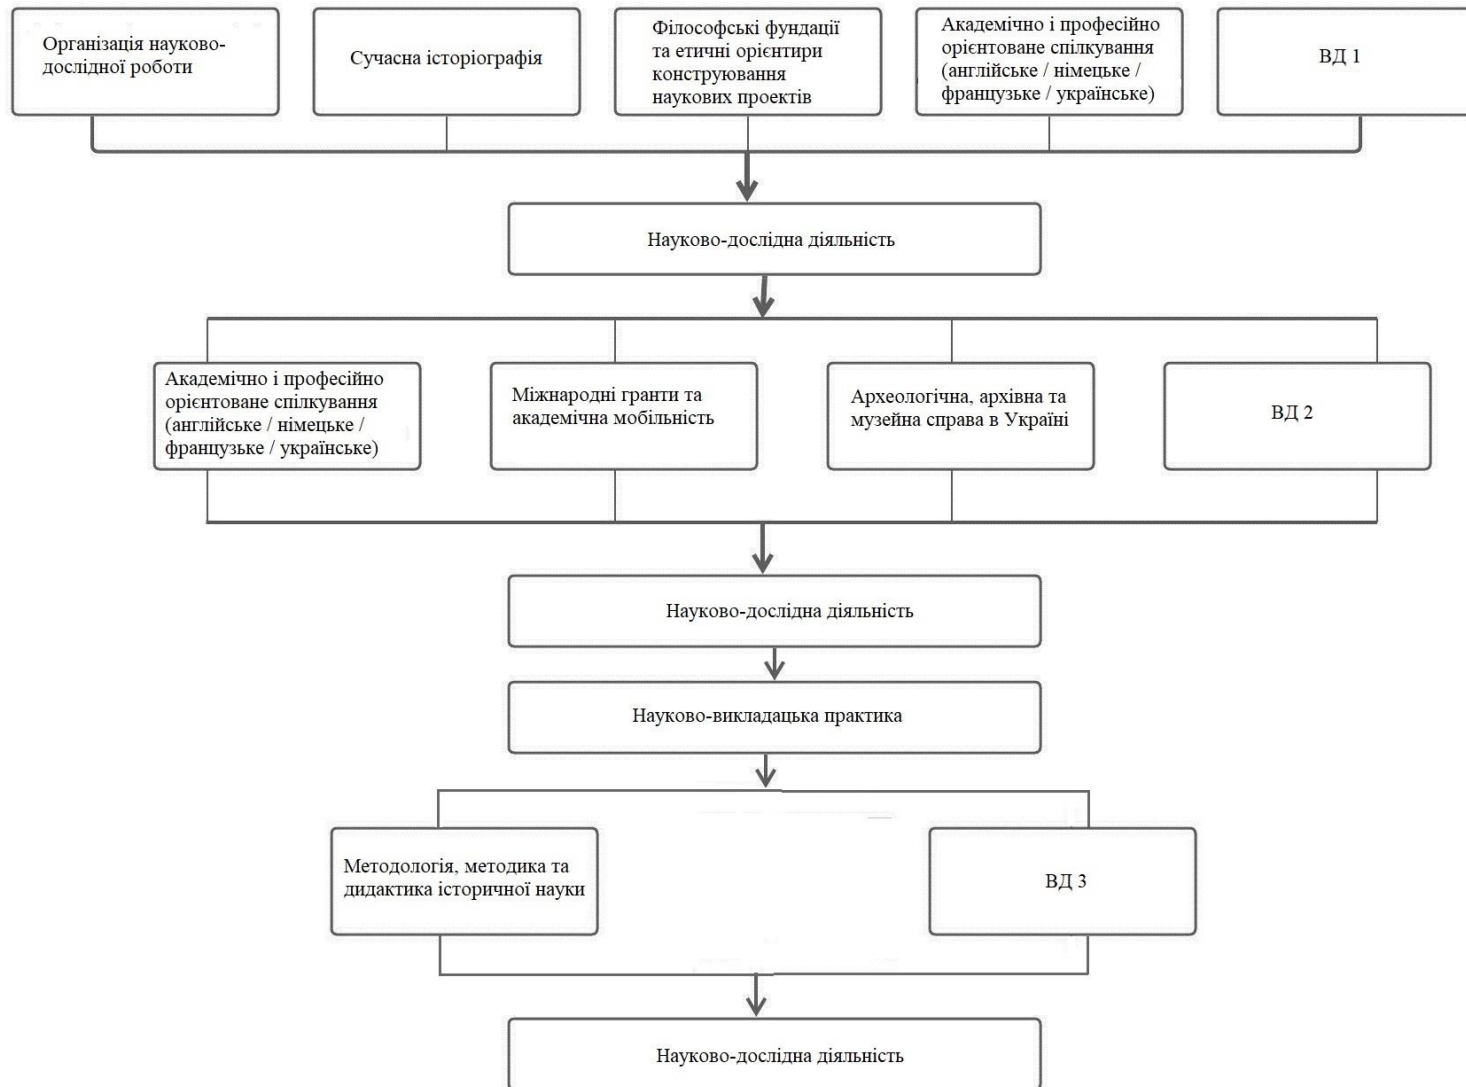 Організація науково-
дослідної роботи
Сучасна історіографія
Філософські фундації
та етичні орієнтири
конструювання
наукових проектів
Академічно і професійно
орієнтоване спілкування
(англійське / німецьке /
французьке / українське)
ВД 1
Науково-дослідна діяльність
Академічно і професійно
орієнтоване спілкування
(англійське / німецьке /
французьке / українське)
Міжнародні гранти та
академічна мобільність
Археологічна, архівна та
музейна справа в Україні
ВД 2
Науково-дослідна діяльність
Науково-викладацька практика
Методологія, методика та
дидактика історичної науки
ВД 3
Науково-дослідна діяльність